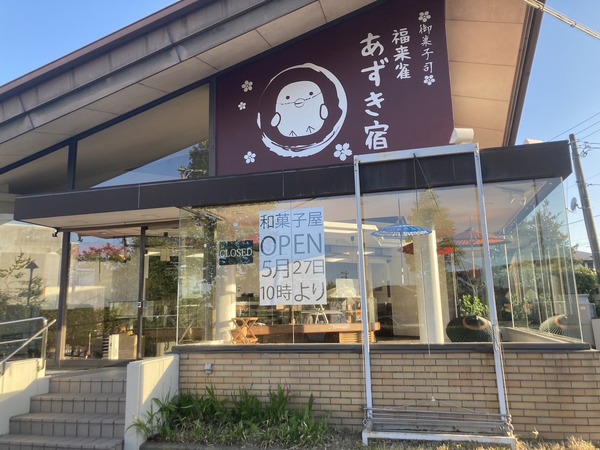 御菓子司
福来雀
あずき宿
CLOSED
和菓子屋
OPEN
5月27日
10時より